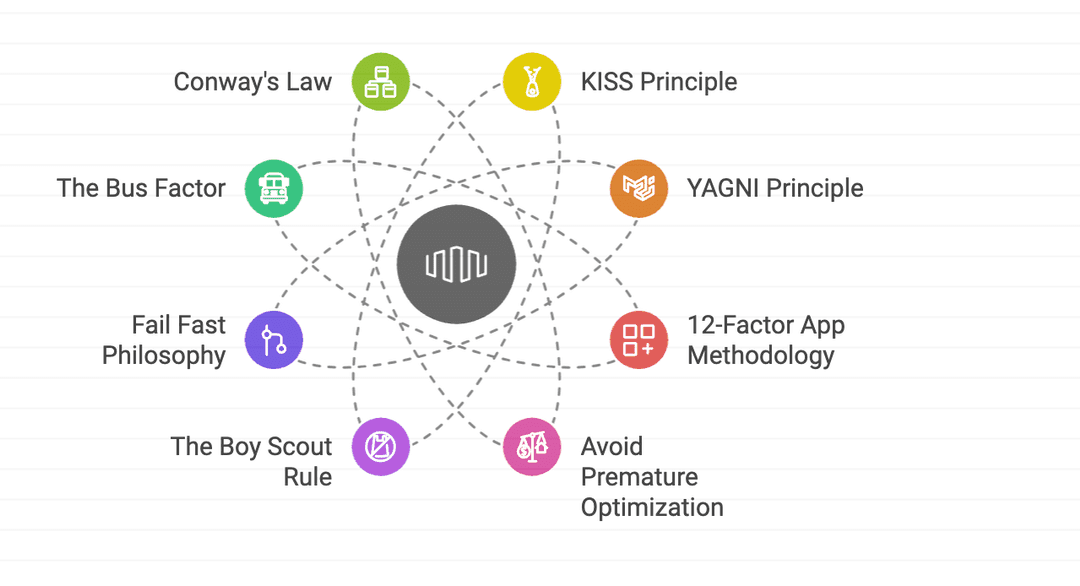 Conway's Law
KISS Principle
The Bus Factor
YAGNI Principle
Fail Fast
Philosophy
12-Factor App
Methodology
The Boy Scout
Rule
Avoid
Premature
Optimization